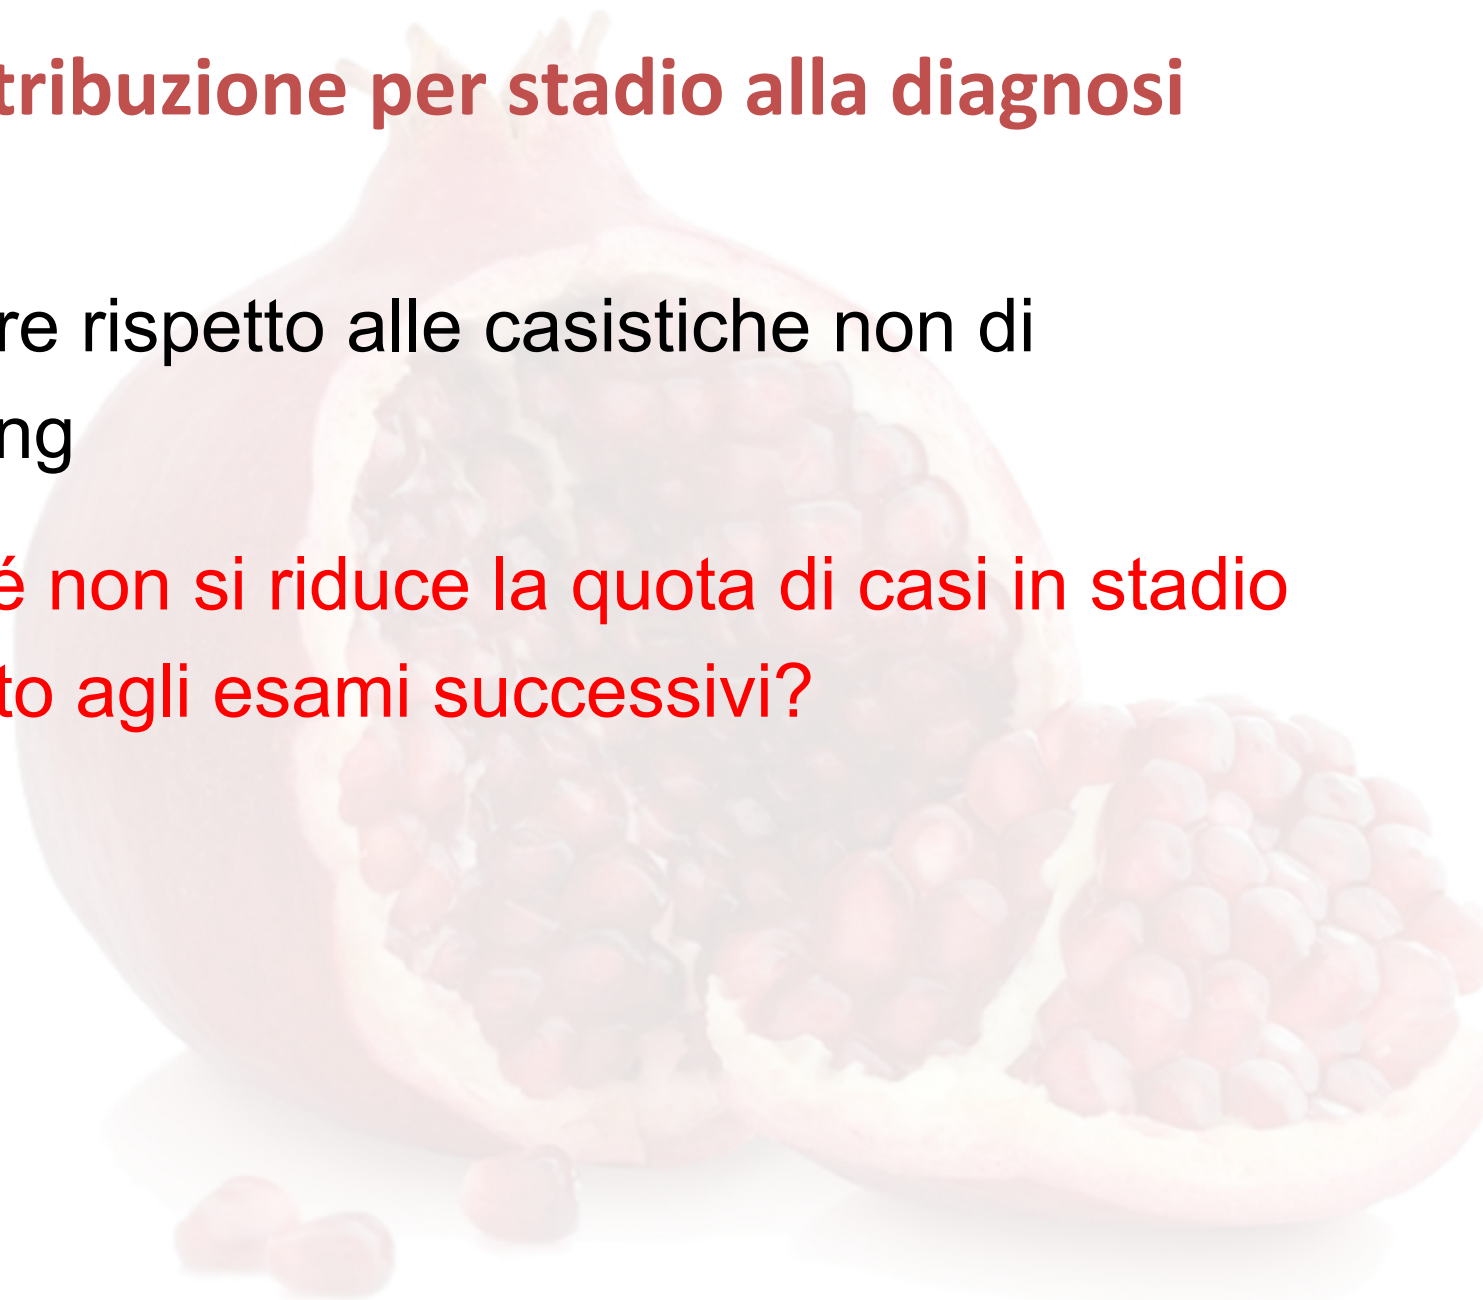 tribuzione per stadio alla diagnosi
re rispetto alle casistiche non di
ng
é non si riduce la quota di casi in stadio
to agli esami successivi?